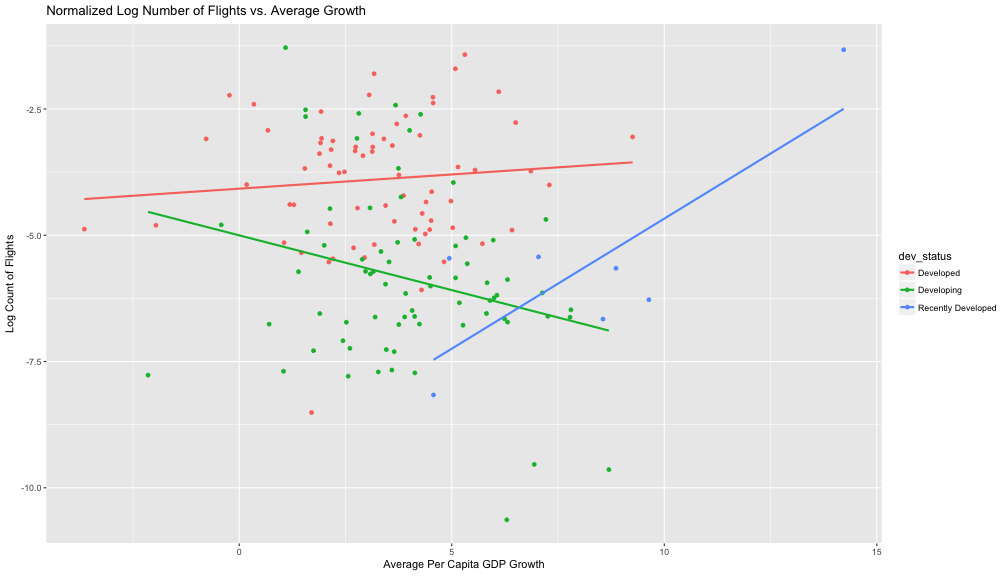 Normalized Log Number of Flights vs. Average Growth
Log Count of Flights
-2.5
-5.0
-7.5
-10.0
0
5
10
15
Average Per Capita GDP Growth
dev_status
Developed
Developing
Recently Developed